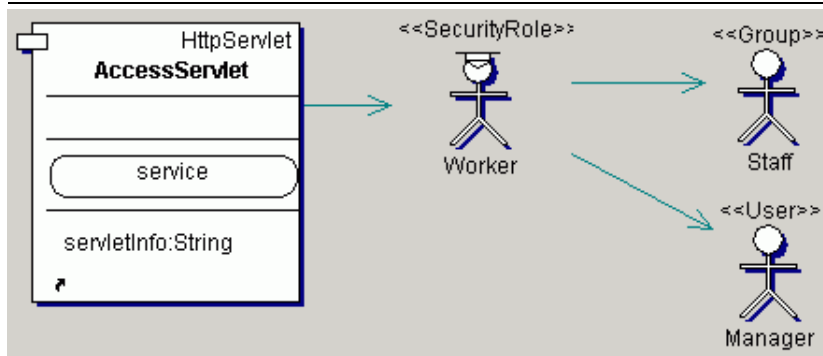 HttpServlet
AccessServlet
service
servletInfo:String
<<SecurityRole>>
Worker
<<Group>>
Staff
<<User>>
Manager